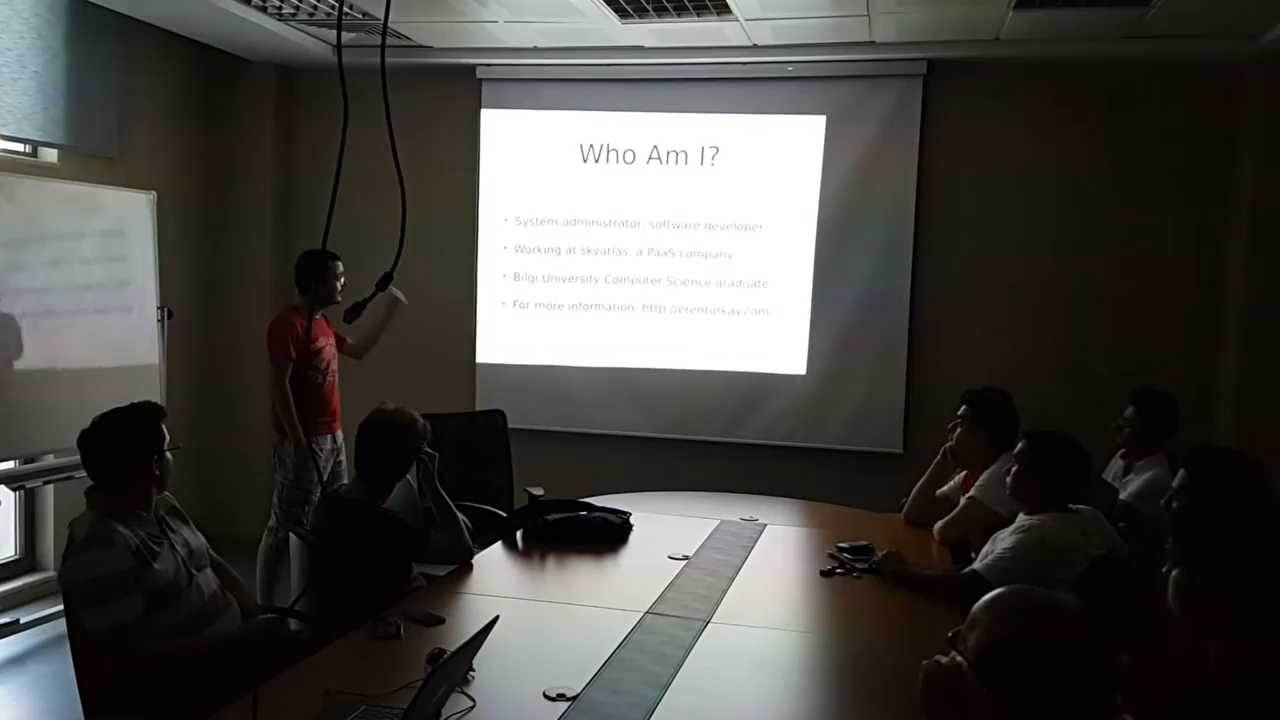 Who Am I?
• System administrator, software developer
• Working at skyatlas, a PaaS company
• Bilgi University Computer Science graduate
• For more information: http://erenturkay.com/